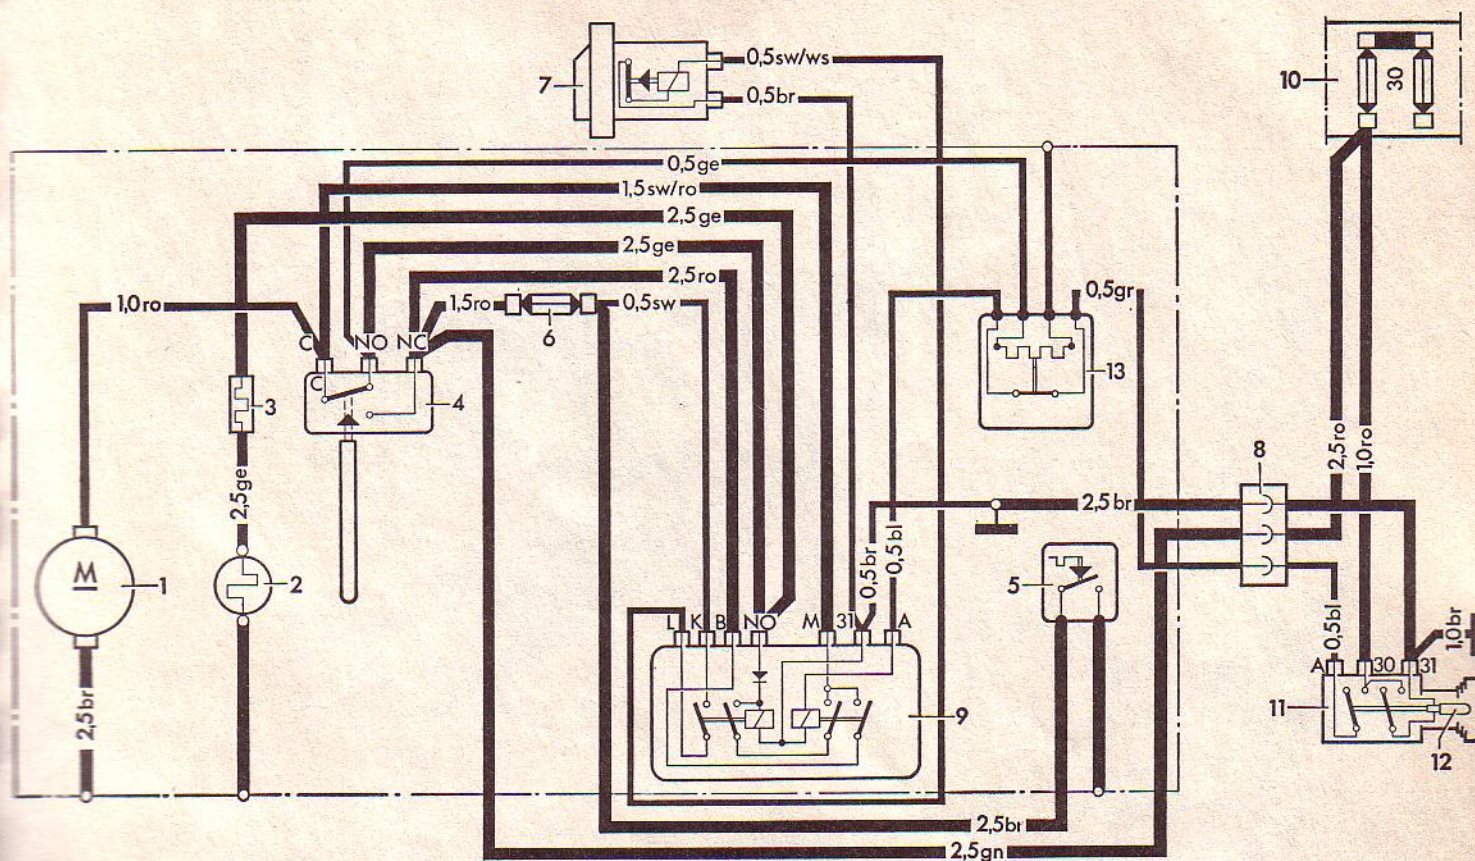 7
0,5sw/ws
0,5br
10
30
0,5ge
1,5sw/ro
2,5ge
2,5ge
2,5ro
1,0ro
1,5ro
6
0,5sw
0,5gr
C
NO
NC
C
4
3
13
2,5ge
8
2,5ro
1,0ro
2,5br
M
1
2
0,5br
0,5bl
5
L
K
B
NO
M
31
A
0,5bl
1,0br
A
30
31
2,5br
9
11
12
2,5br
2,5gn